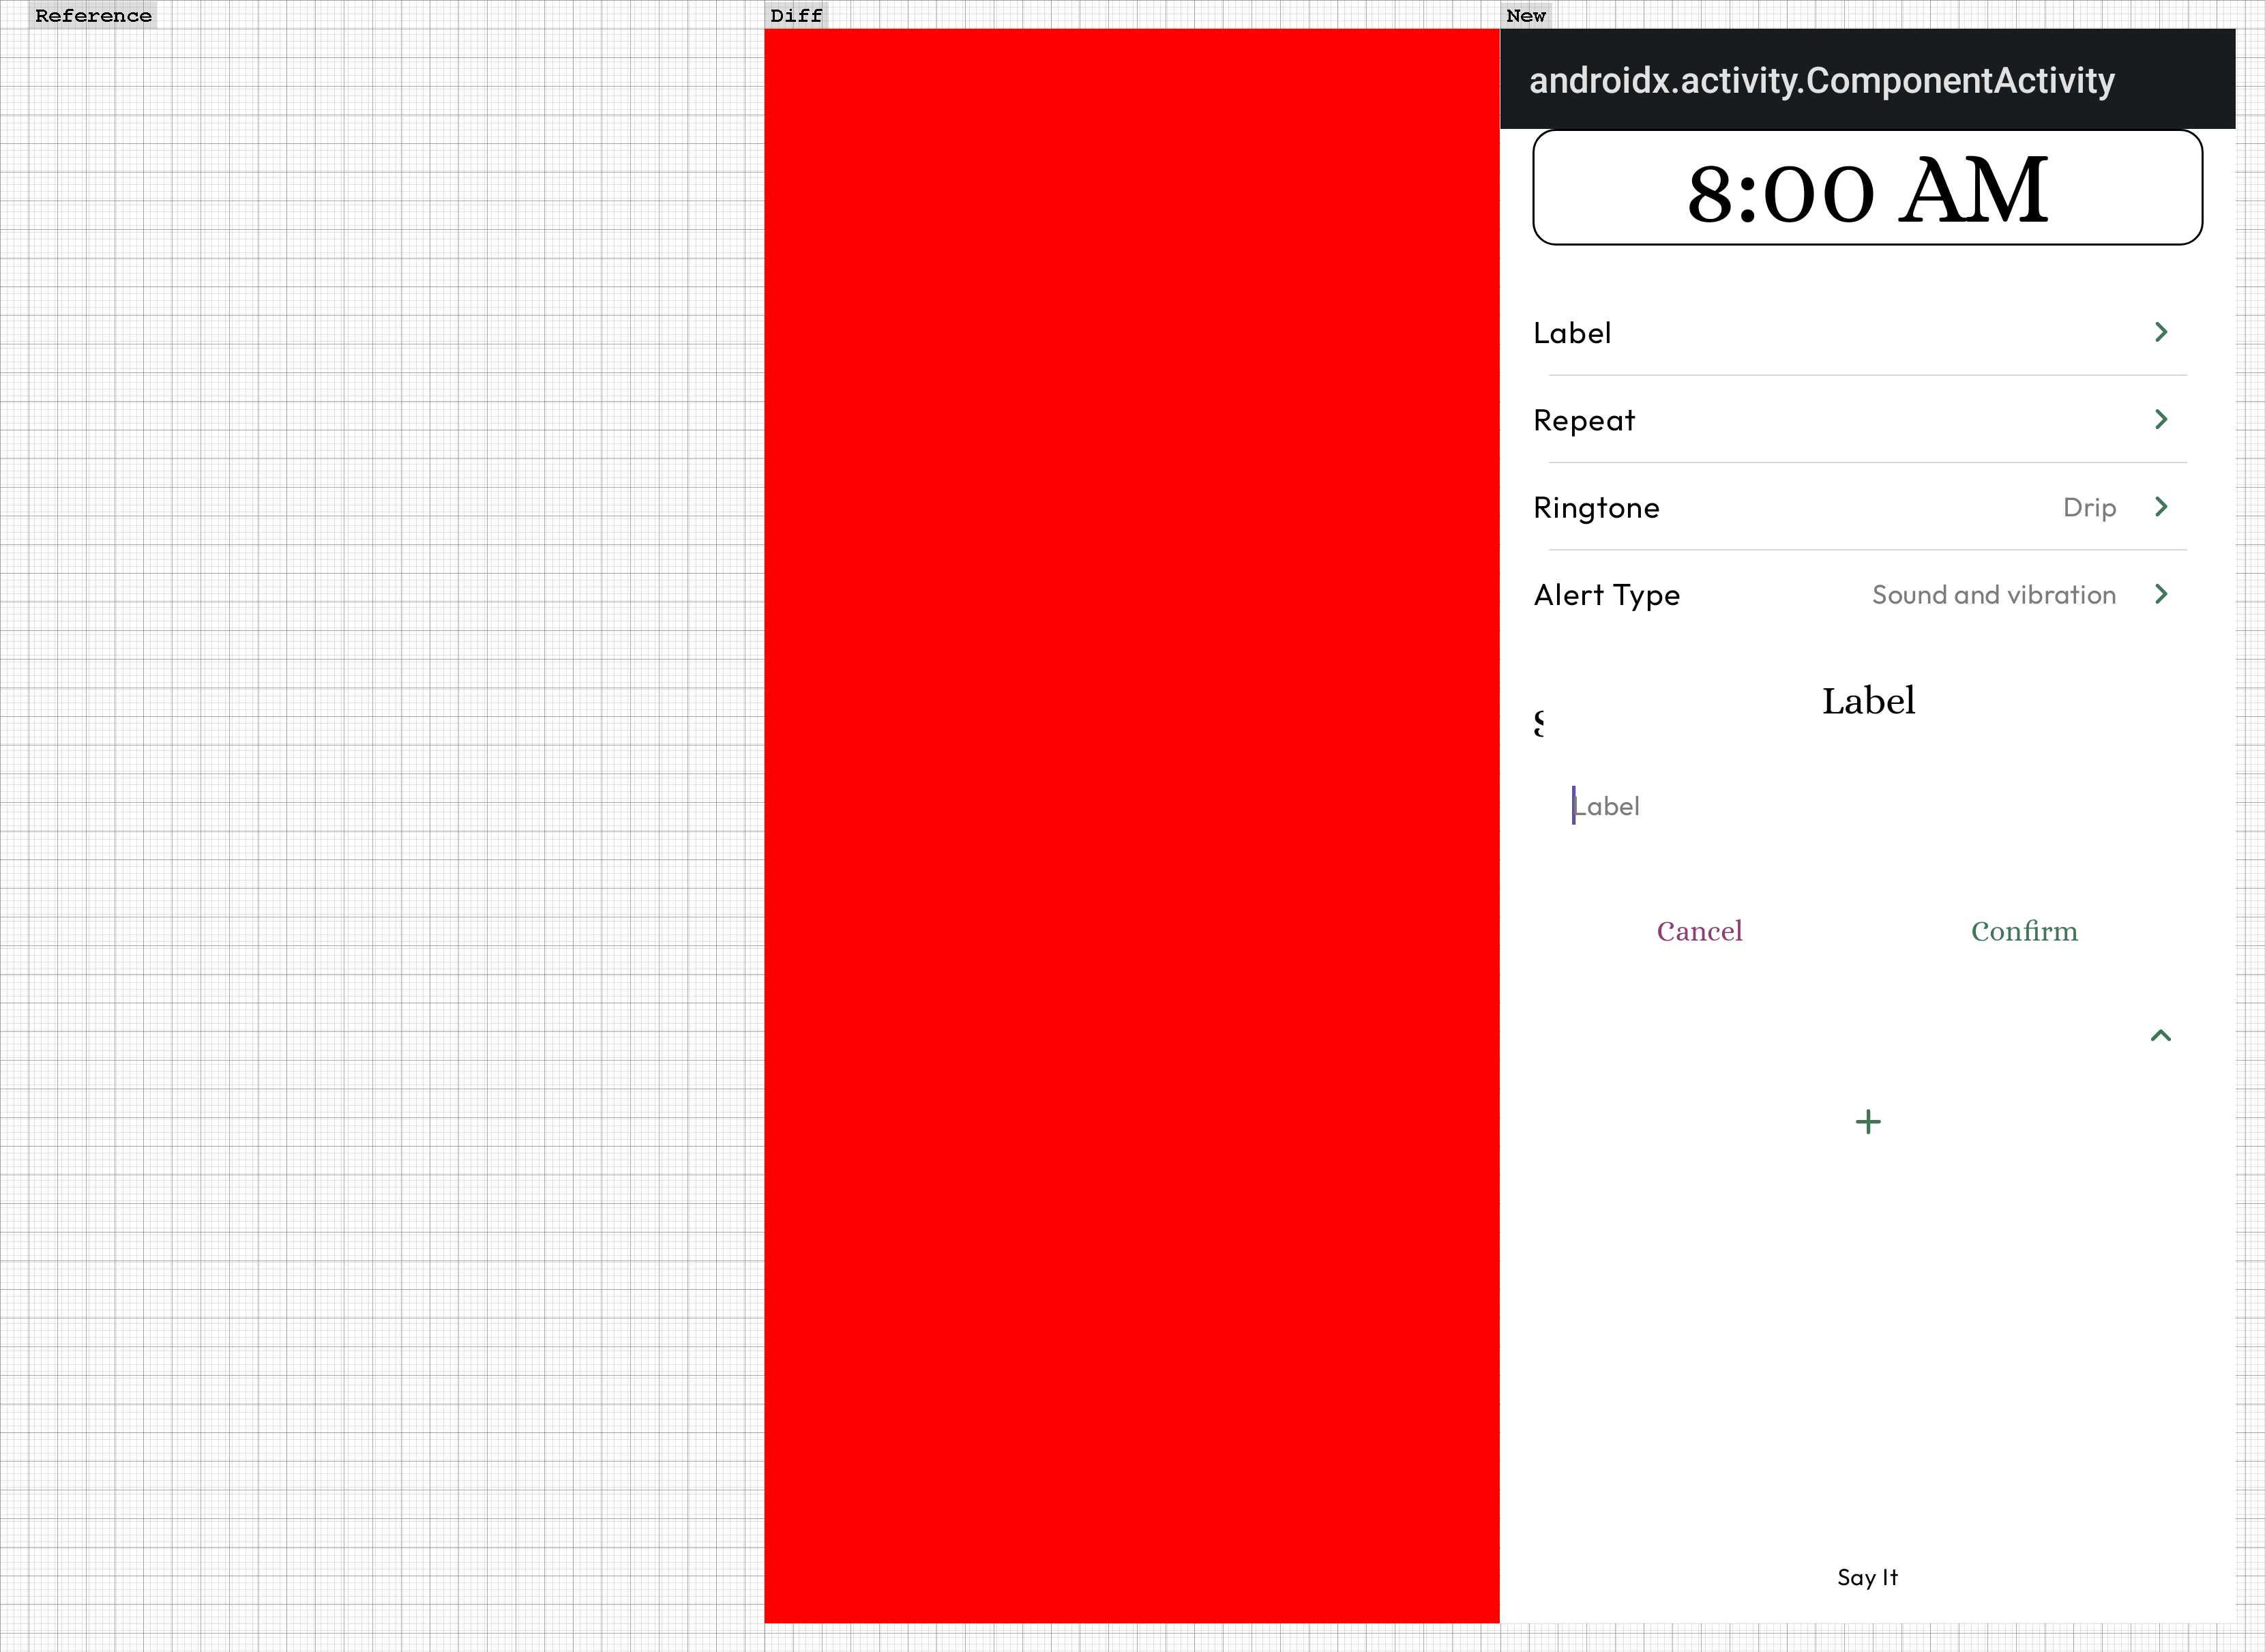 Reference
Diff
New
androidx.activity.ComponentActivity
8:00 AM
Label
Repeat
Ringtone Drip
Alert Type Sound and vibration
Label
Label
Cancel Confirm
Say It